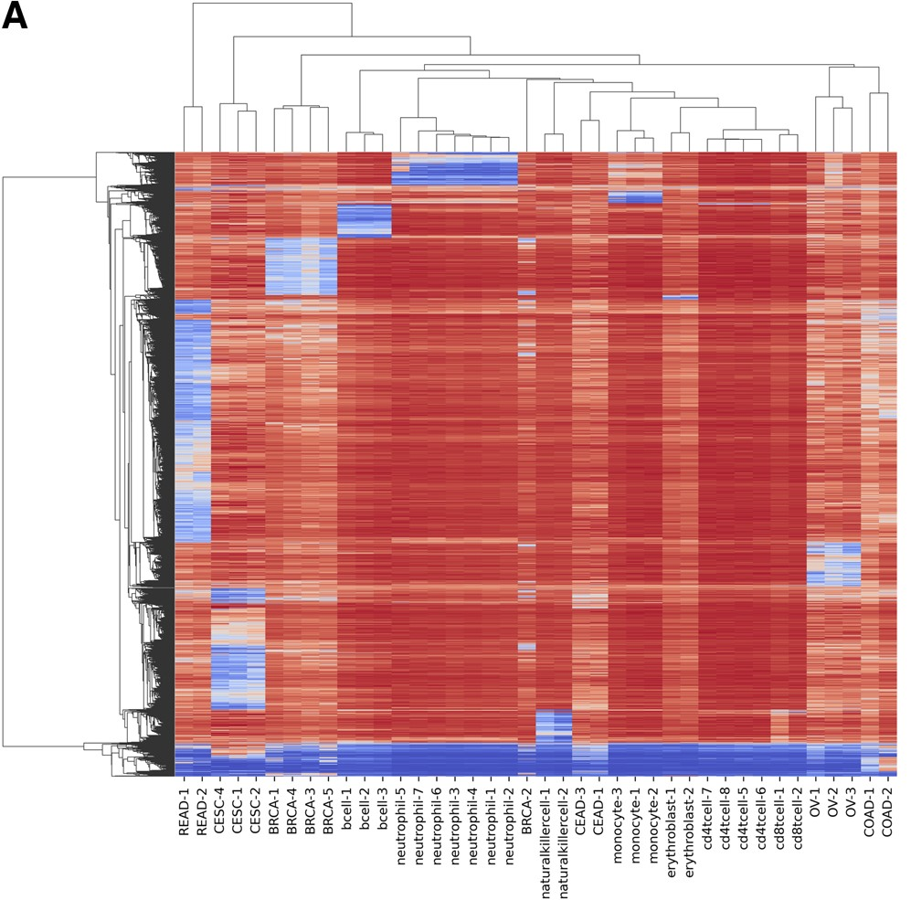 A
READ-1
READ-2
CESC-4
CESC-1
CESC-2
BRCA-1
BRCA-4
BRCA-3
BRCA-5
bcell-1
bcell-2
bcell-3
neutrophil-5
neutrophil-7
neutrophil-6
neutrophil-3
neutrophil-4
neutrophil-1
neutrophil-2
BRCA-2
naturalkillercell-1
naturalkillercell-2
CEAD-3
CEAD-1
monocyte-3
monocyte-1
monocyte-2
erythroblast-1
erythroblast-2
cd4tcell-7
cd4tcell-8
cd4tcell-5
cd4tcell-6
cd8tcell-1
cd8tcell-2
OV-1
OV-2
OV-3
COAD-1
COAD-2